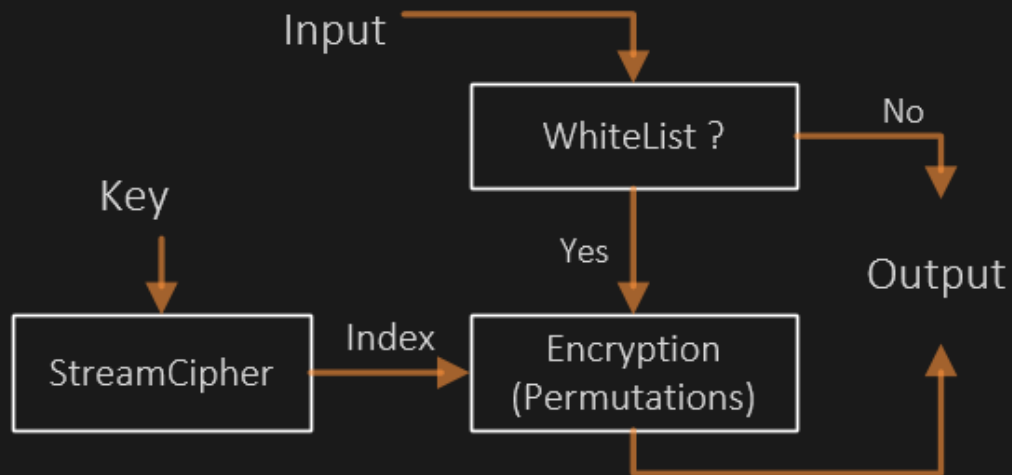 Input
WhiteList ?
No
Key
Yes
Output
StreamCipher
Index
Encryption
(Permutations)